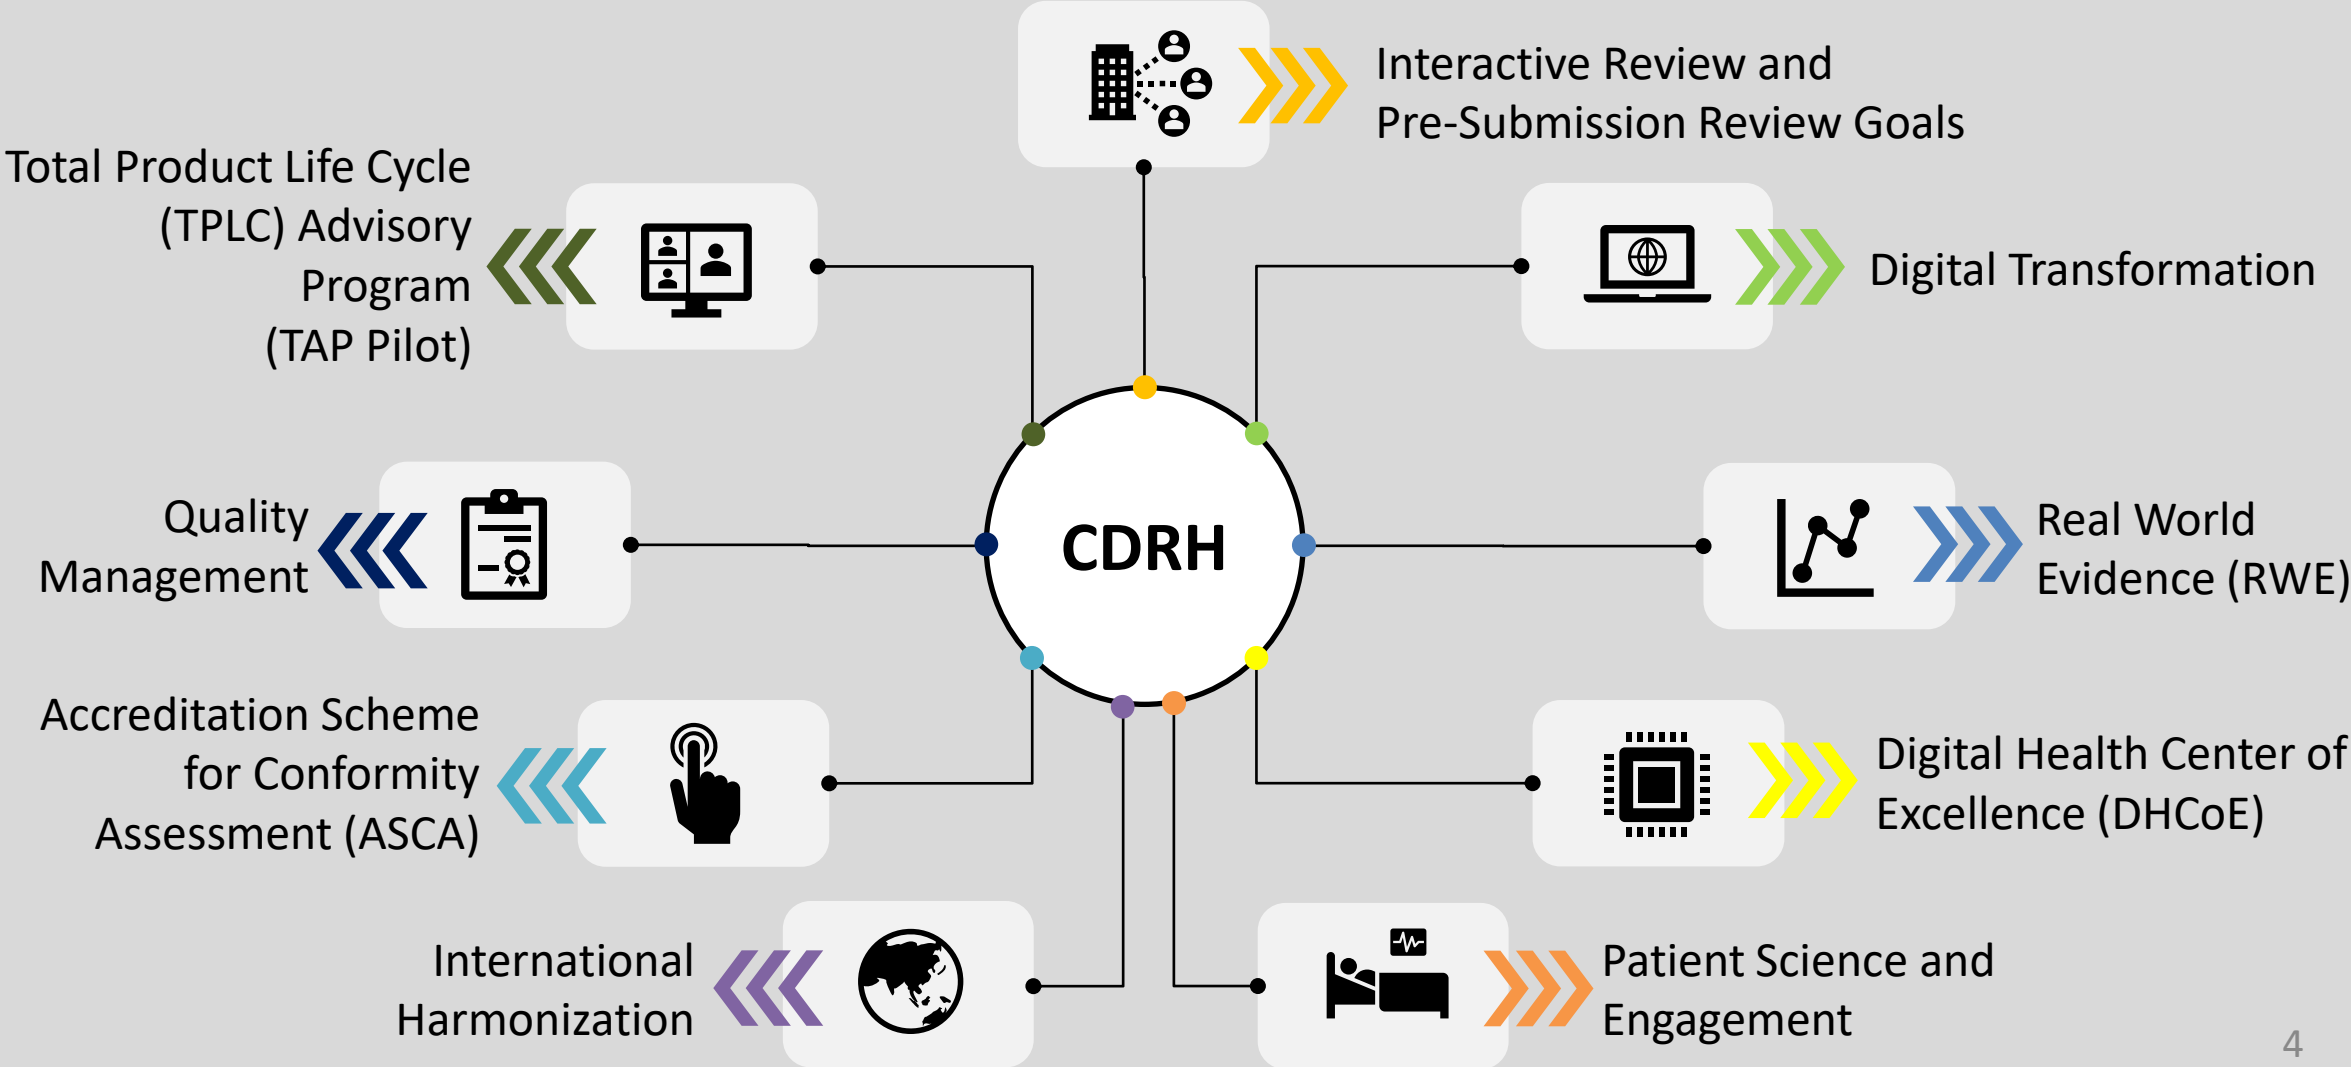 Interactive Review and
Pre-Submission Review Goals
Total Product Life Cycle
(TPLC) Advisory
Program
(TAP Pilot)
Digital Transformation
Quality
Management
CDRH
Real World
Evidence (RWE)
Accreditation Scheme
for Conformity
Assessment (ASCA)
Digital Health Center of
Excellence (DHCoE)
International
Harmonization
Patient Science and
Engagement
4